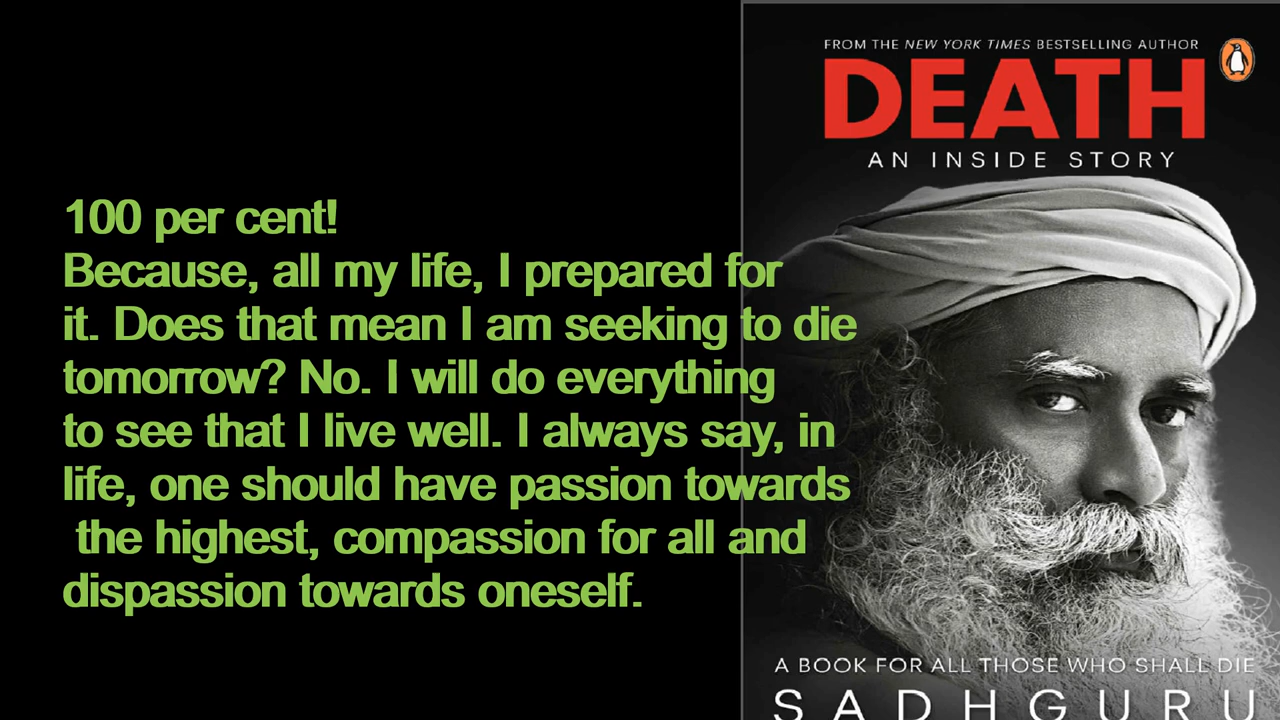 100 per cent!
Because, all my life, I prepared for
it. Does that mean I am seeking to die
tomorrow? No. I will do everything
to see that I live well. I always say, in
life, one should have passion towards
the highest, compassion for all and
dispassion towards oneself.
FROM THE NEW YORK TIMES BESTSELLING AUTHOR
DEATH
AN INSIDE STORY
A BOOK FOR ALL THOSE WHO SHALL DIE
SADHGURU